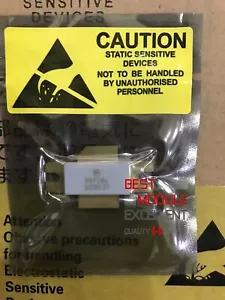 SENSITIVE
DEVICES
CAUTION
STATIC SENSITIVE
DEVICES
NOT TO BE HANDLED
BY UNAUTHORISED
PERSONNEL
BEST
MODULE
EXCELLENT
QUALITY
Attention
Observe precautions
for handling
Electrostatic
Sensitive